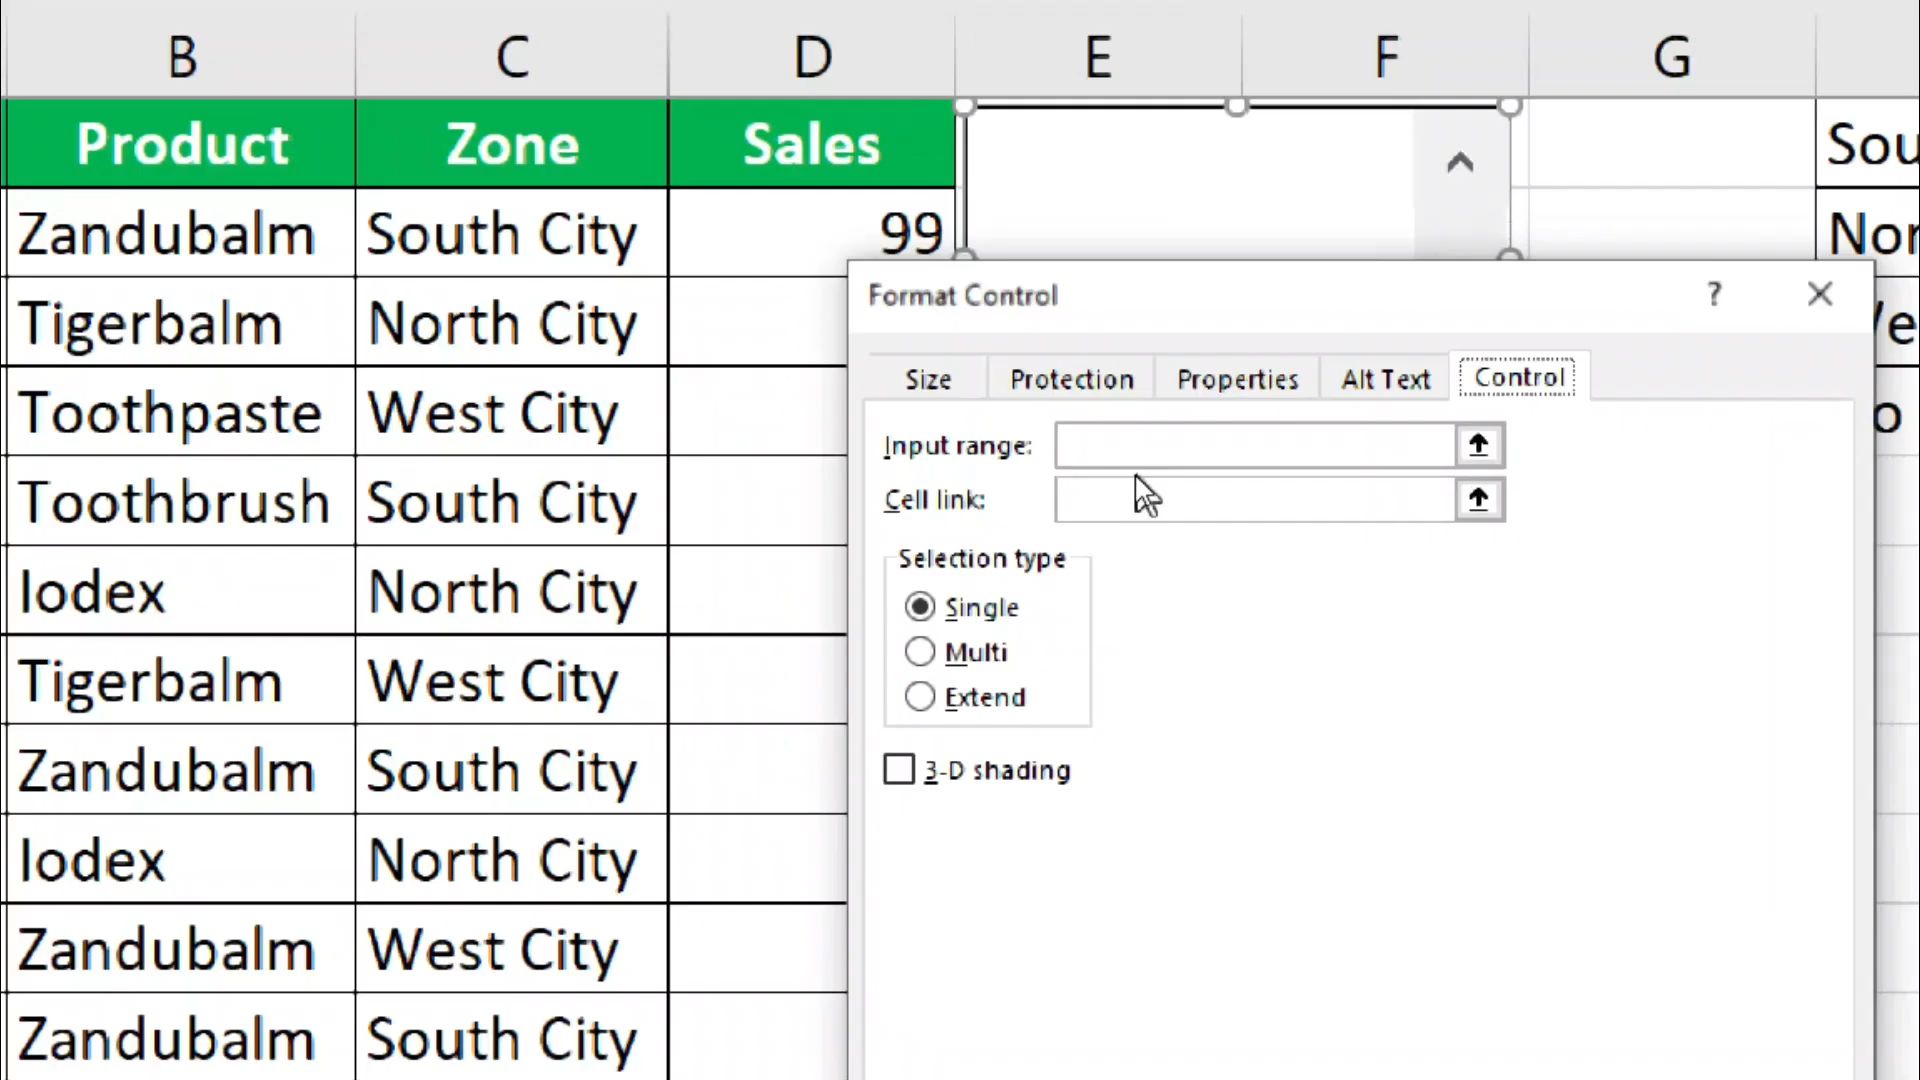 B C D E F G
Product Zone Sales Sou
Zandubalm South City 99 Nor
Tigerbalm North City
Toothpaste West City
Toothbrush South City
Iodex North City
Tigerbalm West City
Zandubalm South City
Iodex North City
Zandubalm West City
Zandubalm South City
Format Control ?
Size Protection Properties Alt Text Control
Input range:
Cell link:
Selection type
Single
Multi
Extend
3-D shading